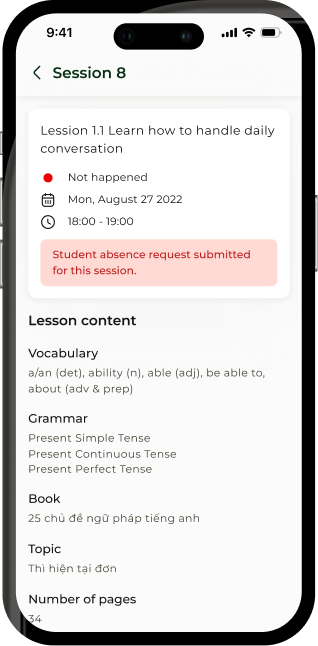 9:41
Session 8
Lession 1.1 Learn how to handle daily
conversation
Not happened
Mon, August 27 2022
18:00 - 19:00
Student absence request submitted
for this session.
Lesson content
Vocabulary
a/an (det), ability (n), able (adj), be able to,
about (adv & prep)
Grammar
Present Simple Tense
Present Continuous Tense
Present Perfect Tense
Book
25 chủ đề ngữ pháp tiếng anh
Topic
Thì hiện tại đơn
Number of pages
34